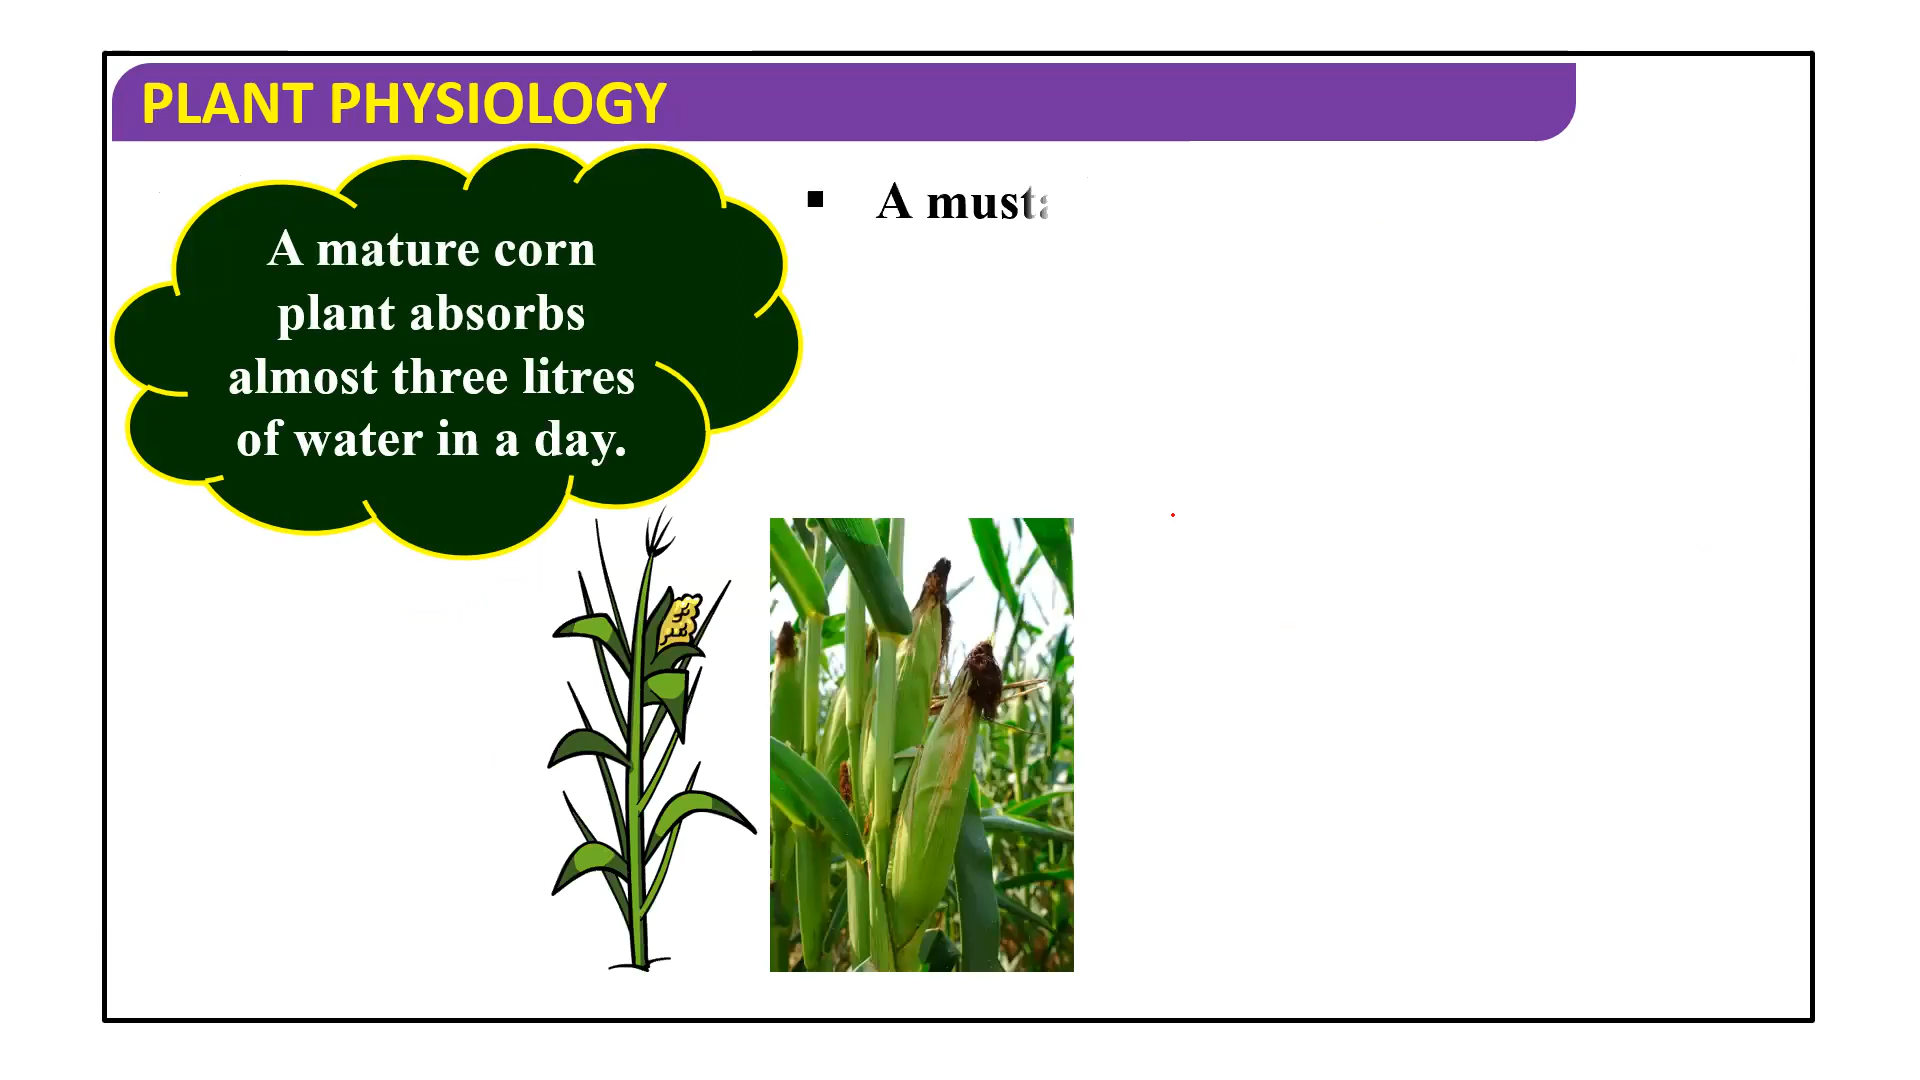 PLANT PHYSIOLOGY
A mature corn
plant absorbs
almost three litres
of water in a day.
▪ A